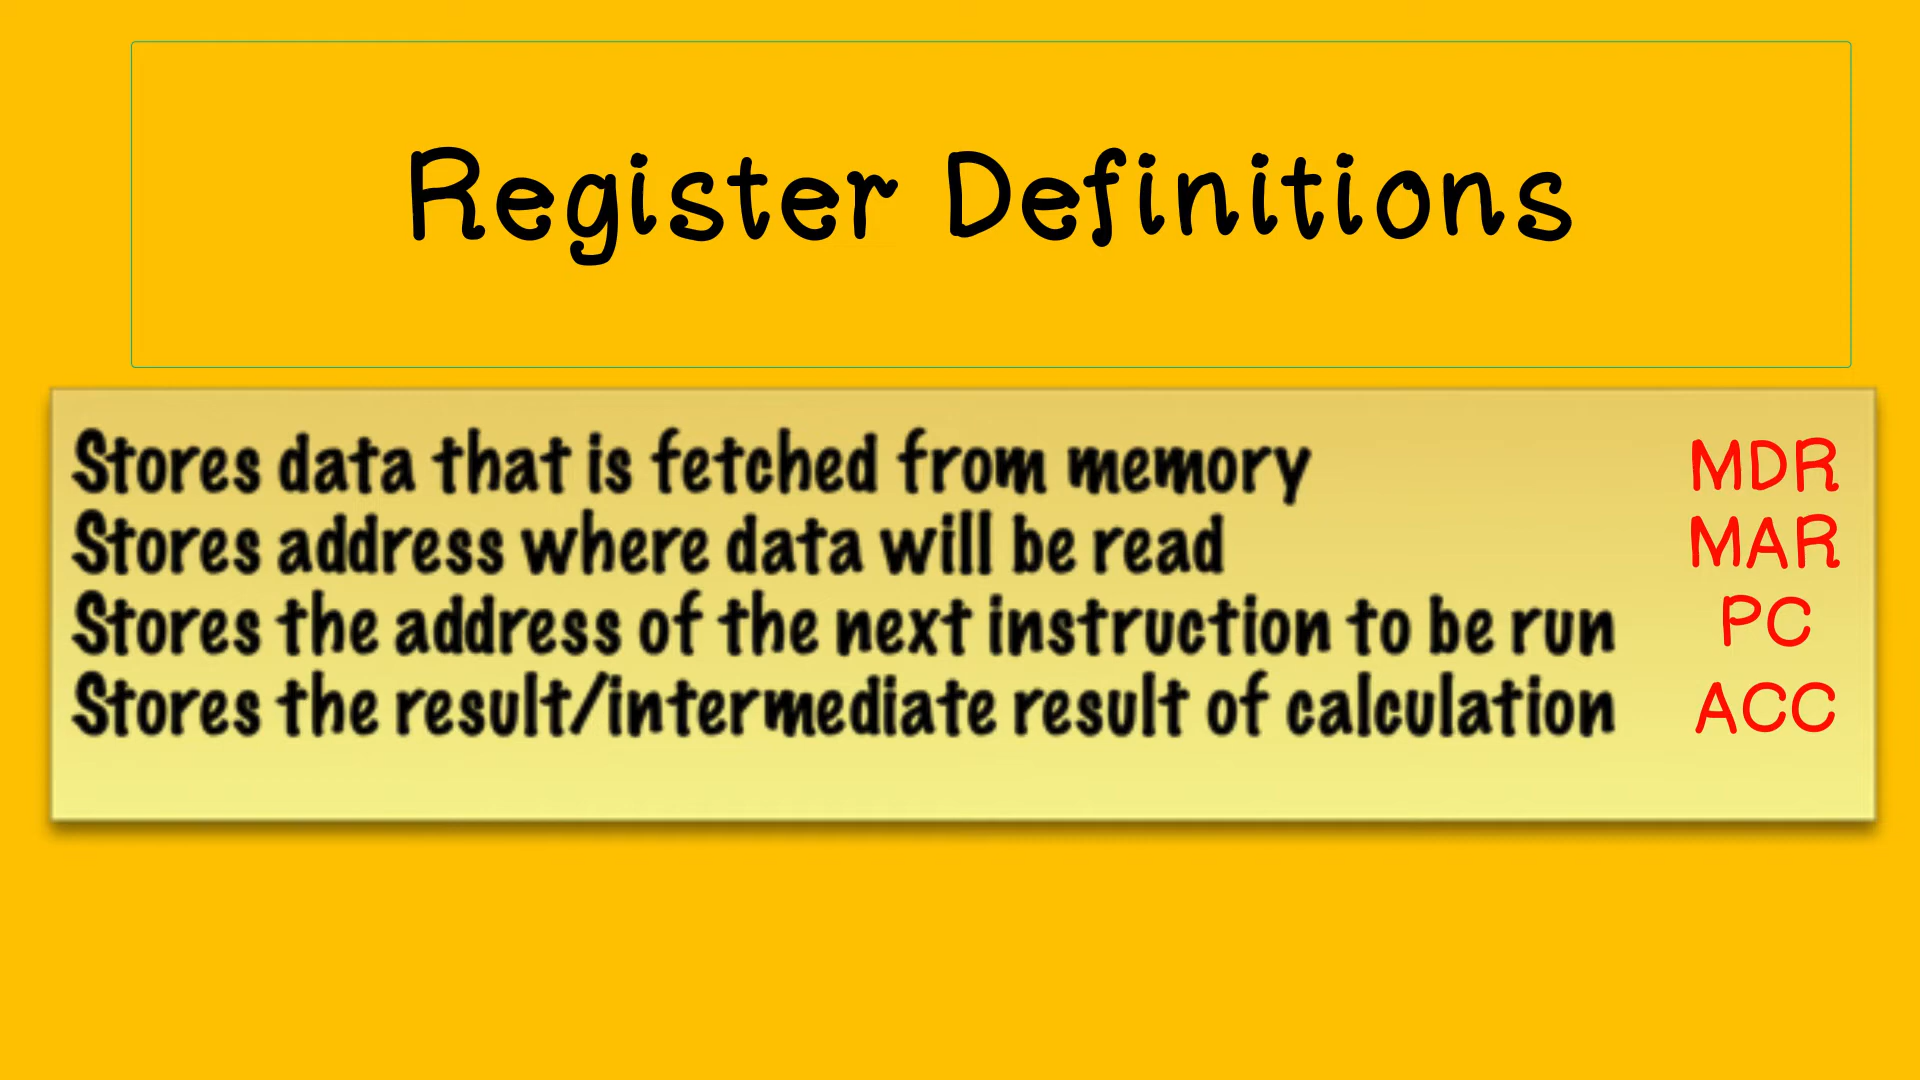 Register Definitions
Stores data that is fetched from memory MDR
Stores address where data will be read MAR
Stores the address of the next instruction to be run PC
Stores the result/intermediate result of calculation ACC